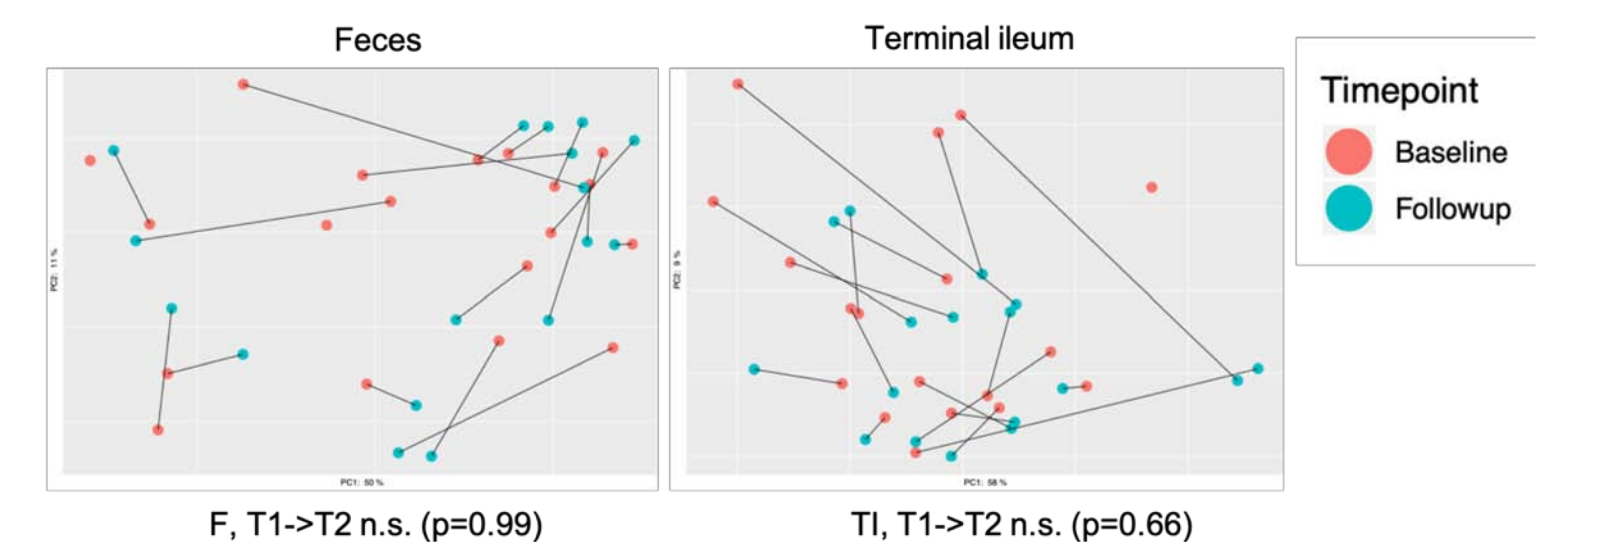 Feces
Terminal ileum
Timepoint
Baseline
Followup
PC2: 11 %
PC1: 50 %
PC2: 9 %
PC1: 58 %
F, T1->T2 n.s. (p=0.99)
TI, T1->T2 n.s. (p=0.66)